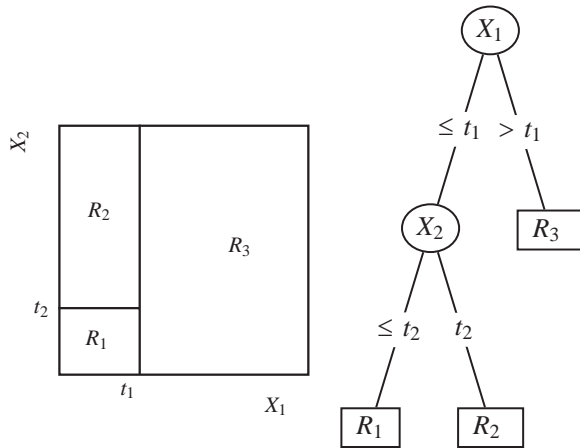 X₂
R₂
R₃
t₂
R₁
t₁
X₁
X₁
≤ t₁ > t₁
X₂
R₃
≤ t₂ t₂
R₁ R₂